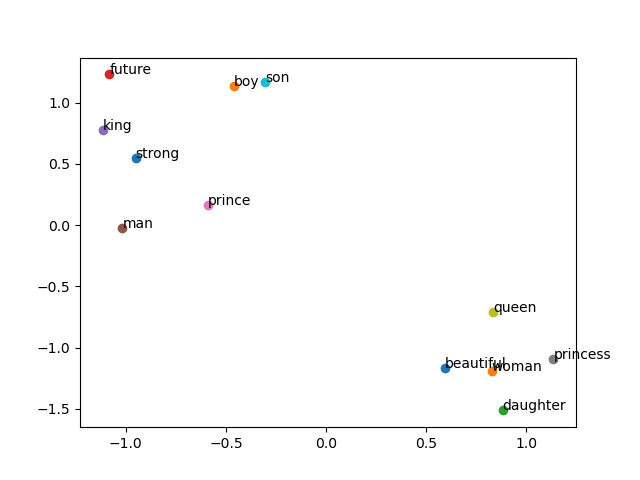 future
boy
son
king
strong
prince
man
queen
beautiful
woman
princess
daughter
1.0
0.5
0.0
−0.5
−1.0
−1.5
−1.0
−0.5
0.0
0.5
1.0